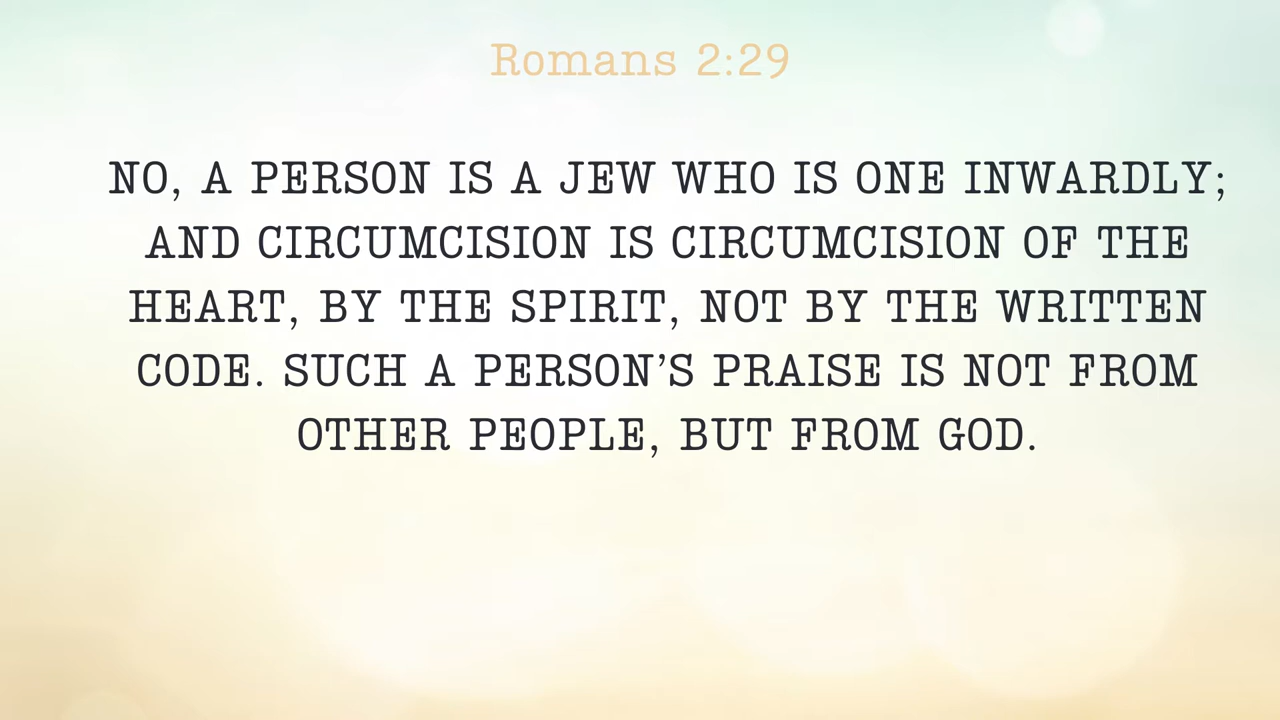 Romans 2:29
NO, A PERSON IS A JEW WHO IS ONE INWARDLY;
AND CIRCUMCISION IS CIRCUMCISION OF THE
HEART, BY THE SPIRIT, NOT BY THE WRITTEN
CODE. SUCH A PERSON’S PRAISE IS NOT FROM
OTHER PEOPLE, BUT FROM GOD.